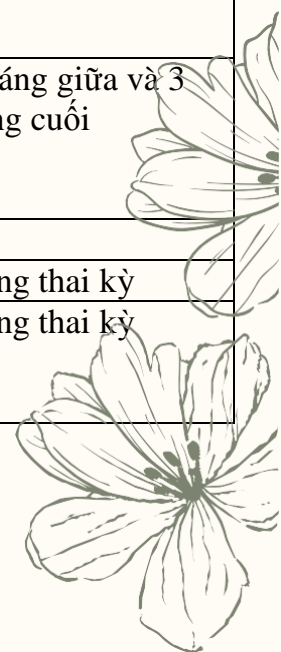 áng giữa và 3
ng cuối
ng thai kỳ
ng thai kỳ